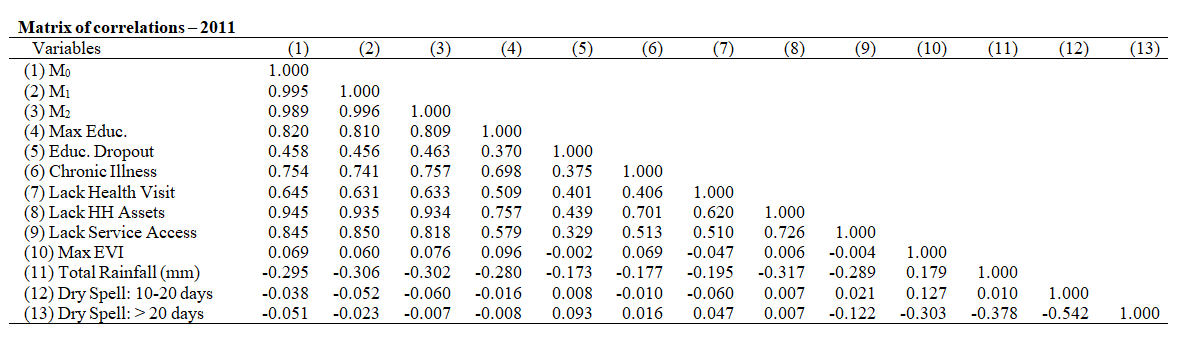 Matrix of correlations – 2011
Variables (1) (2) (3) (4) (5) (6) (7) (8) (9) (10) (11) (12) (13)
(1) M₀ 1.000
(2) M₁ 0.995 1.000
(3) M₂ 0.989 0.996 1.000
(4) Max Educ. 0.820 0.810 0.809 1.000
(5) Educ. Dropout 0.458 0.456 0.463 0.370 1.000
(6) Chronic Illness 0.754 0.741 0.757 0.698 0.375 1.000
(7) Lack Health Visit 0.645 0.631 0.633 0.509 0.401 0.406 1.000
(8) Lack HH Assets 0.945 0.935 0.934 0.757 0.439 0.701 0.620 1.000
(9) Lack Service Access 0.845 0.850 0.818 0.579 0.329 0.513 0.510 0.726 1.000
(10) Max EVI 0.069 0.060 0.076 0.096 -0.002 0.069 -0.047 0.006 -0.004 1.000
(11) Total Rainfall (mm) -0.295 -0.306 -0.302 -0.280 -0.173 -0.177 -0.195 -0.317 -0.289 0.179 1.000
(12) Dry Spell: 10-20 days -0.038 -0.052 -0.060 -0.016 0.008 -0.010 -0.060 0.007 0.021 0.127 0.010 1.000
(13) Dry Spell: > 20 days -0.051 -0.023 -0.007 -0.008 0.093 0.016 0.047 0.007 -0.122 -0.303 -0.378 -0.542 1.000